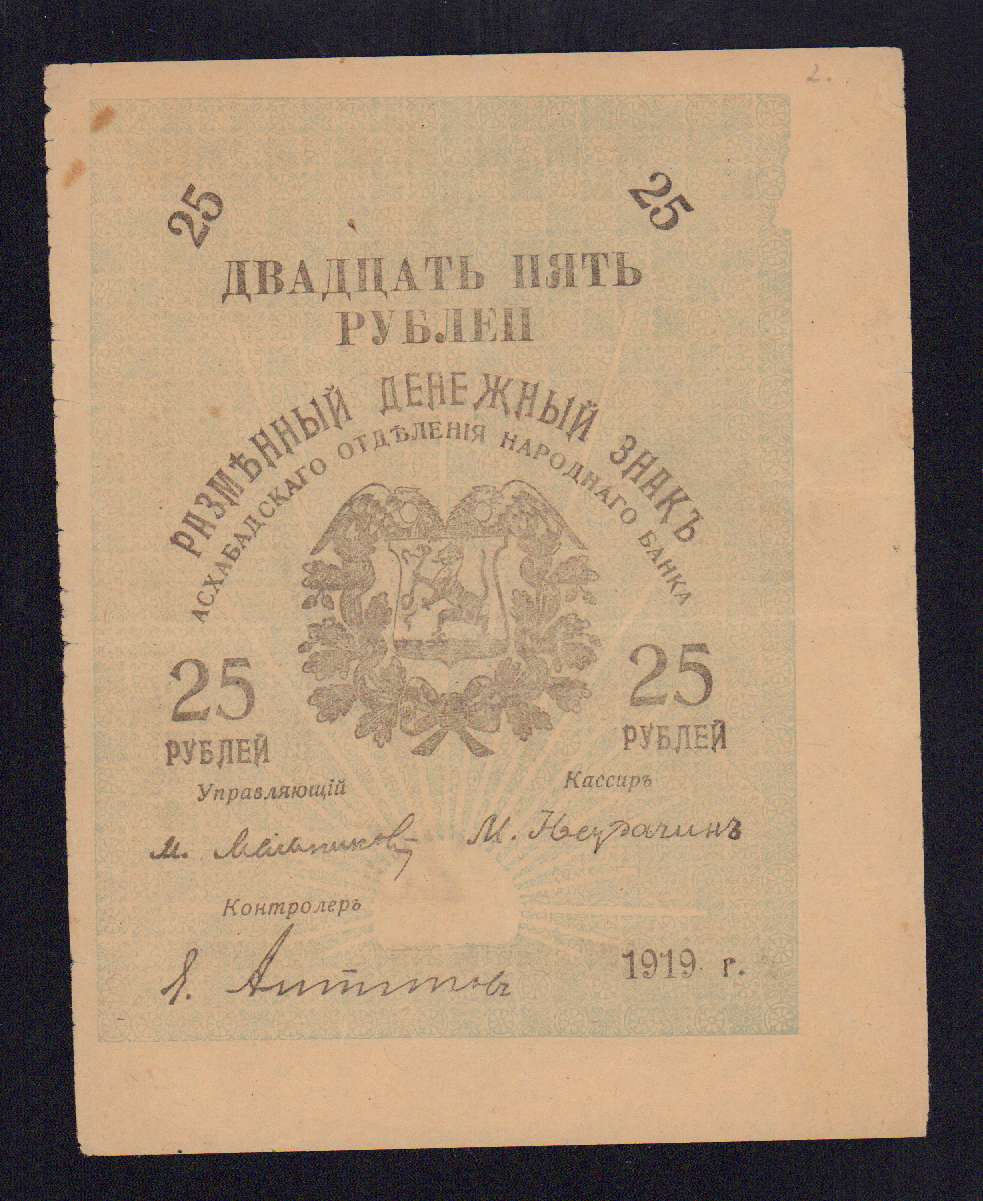 2.
25 25
ДВАДЦАТЬ ПЯТЬ
РУБЛЕЙ
РАЗМѢННЫЙ ДЕНЕЖНЫЙ ЗНАКЪ
АСХАБАДСКАГО ОТДѢЛЕНІЯ НАРОДНАГО БАНКА
25 25
РУБЛЕЙ РУБЛЕЙ
Управляющій Кассиръ
М. М.
Контролеръ
1919 г.